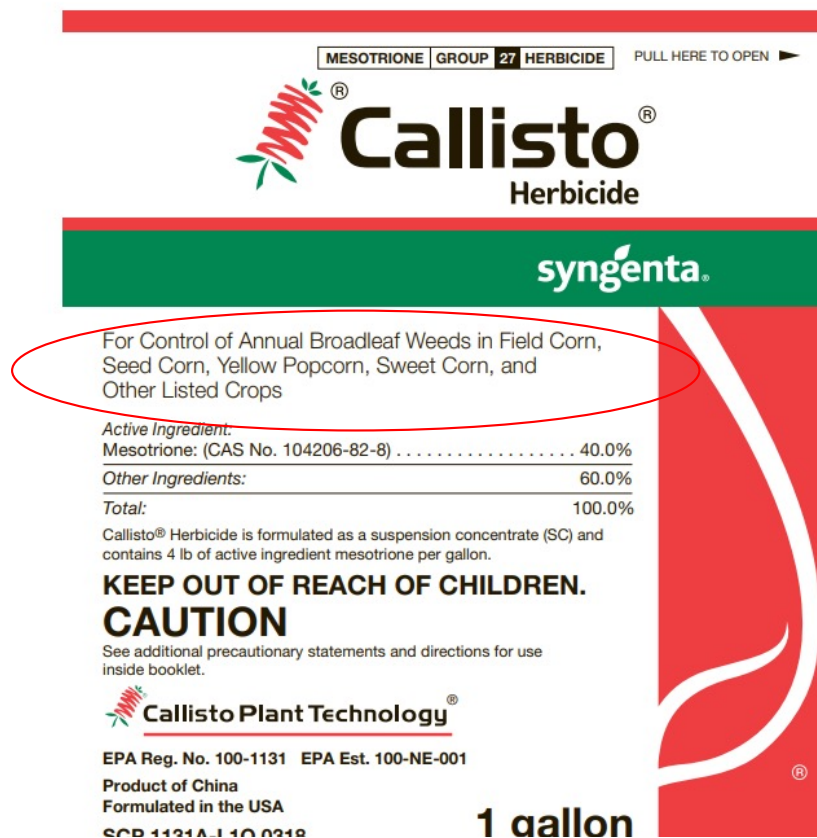 MESOTRIONE GROUP 27 HERBICIDE PULL HERE TO OPEN
®
Callisto®
Herbicide
syngenta®
For Control of Annual Broadleaf Weeds in Field Corn,
Seed Corn, Yellow Popcorn, Sweet Corn, and
Other Listed Crops
Active Ingredient:
Mesotrione: (CAS No. 104206-82-8) . . . . . . . . . . . . . . . . . . 40.0%
Other Ingredients: 60.0%
Total: 100.0%
Callisto® Herbicide is formulated as a suspension concentrate (SC) and
contains 4 lb of active ingredient mesotrione per gallon.
KEEP OUT OF REACH OF CHILDREN.
CAUTION
See additional precautionary statements and directions for use
inside booklet.
Callisto Plant Technology®
EPA Reg. No. 100-1131 EPA Est. 100-NE-001
Product of China
Formulated in the USA
SCP 1131A-L1Q 0318
1 gallon
®